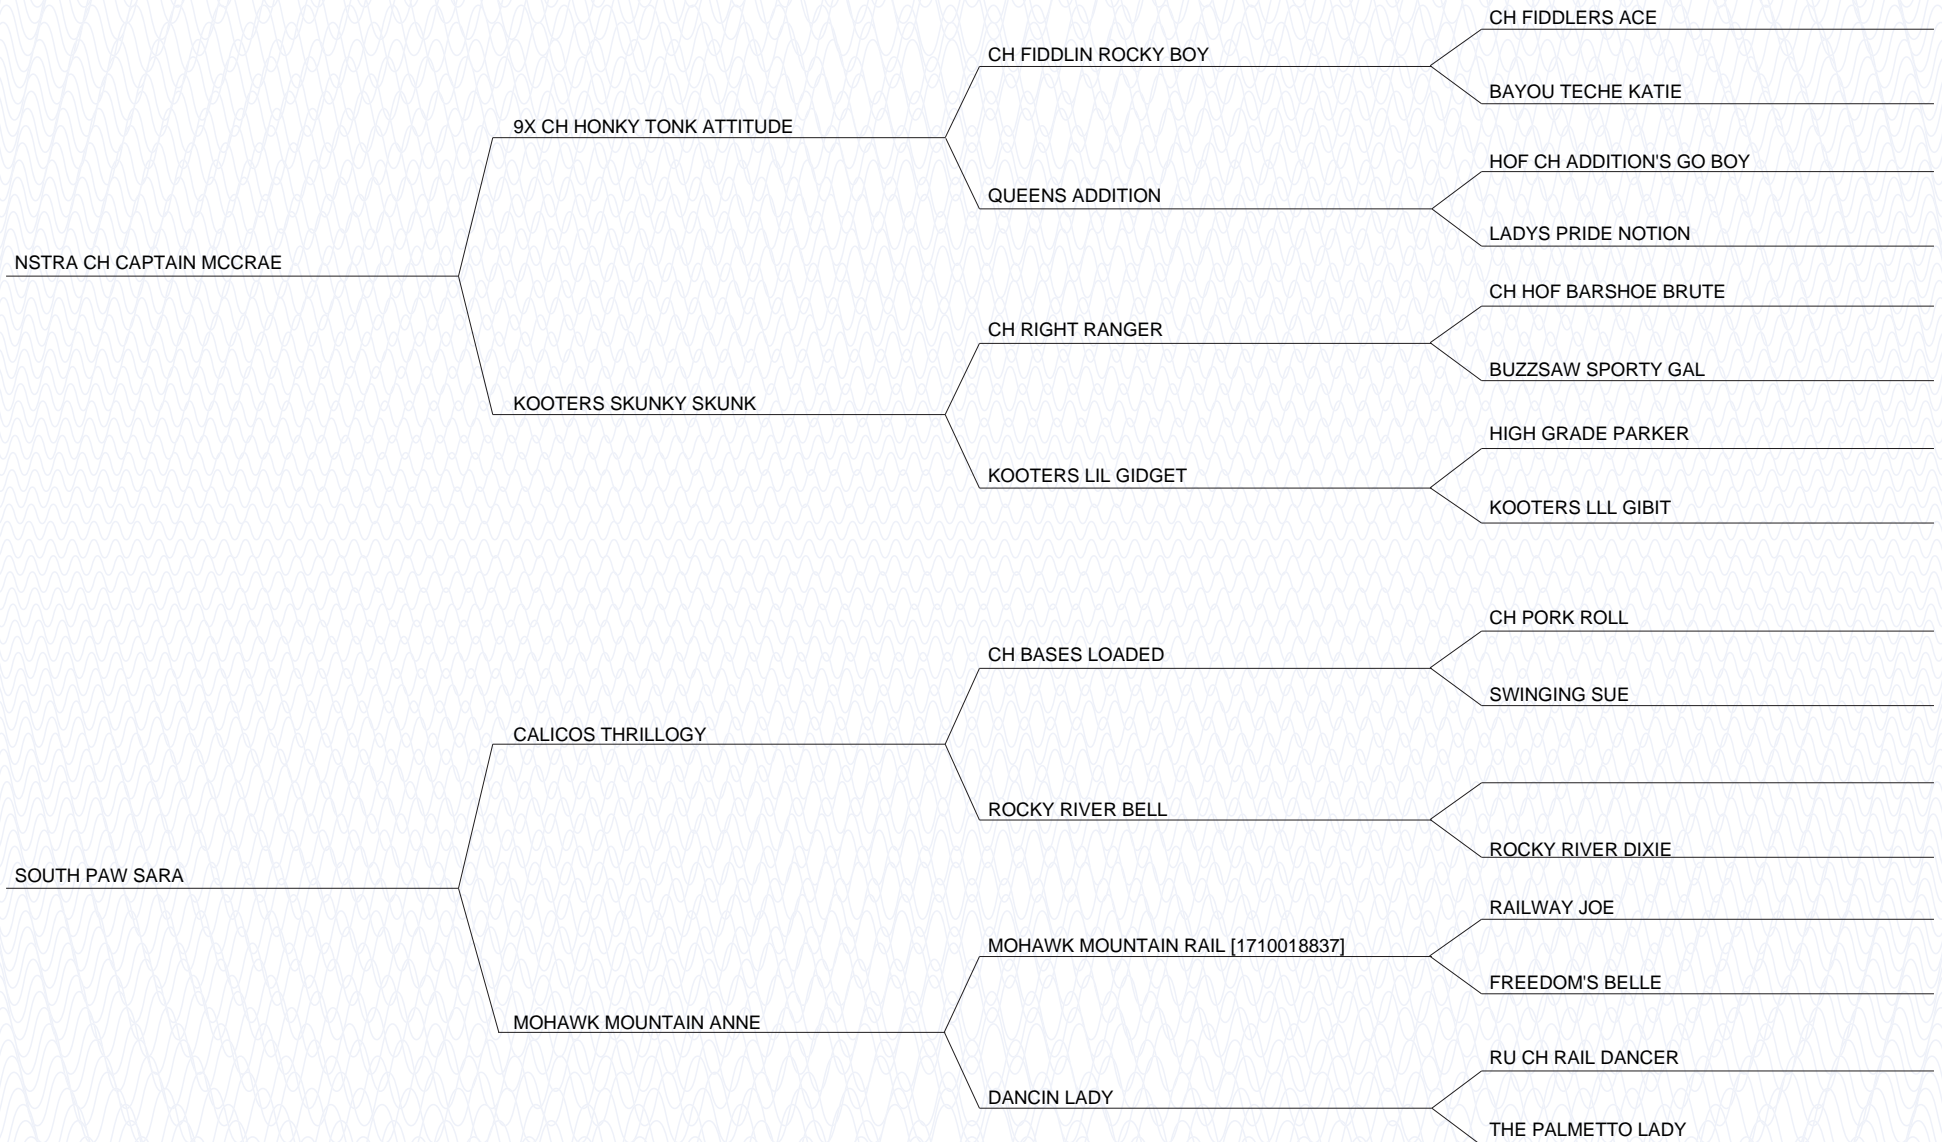 CH FIDDLERS ACE
CH FIDDLIN ROCKY BOY
BAYOU TECHE KATIE
9X CH HONKY TONK ATTITUDE
HOF CH ADDITION'S GO BOY
QUEENS ADDITION
LADYS PRIDE NOTION
NSTRA CH CAPTAIN MCCRAE
CH HOF BARSHOE BRUTE
CH RIGHT RANGER
BUZZSAW SPORTY GAL
KOOTERS SKUNKY SKUNK
HIGH GRADE PARKER
KOOTERS LIL GIDGET
KOOTERS LLL GIBIT
CH PORK ROLL
CH BASES LOADED
SWINGING SUE
CALICOS THRILLOGY
ROCKY RIVER BELL
ROCKY RIVER DIXIE
SOUTH PAW SARA
RAILWAY JOE
MOHAWK MOUNTAIN RAIL [1710018837]
FREEDOM'S BELLE
MOHAWK MOUNTAIN ANNE
RU CH RAIL DANCER
DANCIN LADY
THE PALMETTO LADY